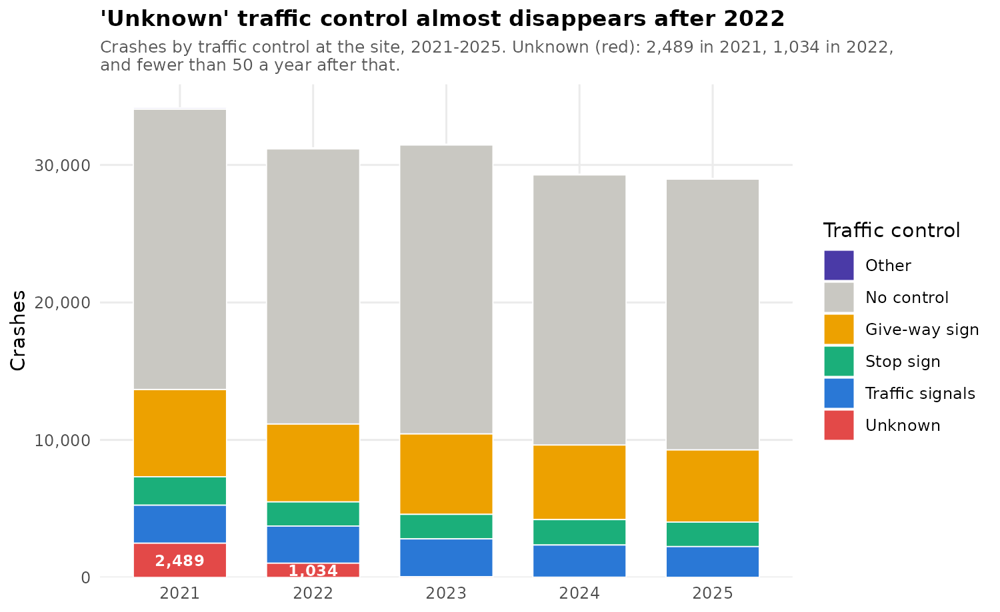 'Unknown' traffic control almost disappears after 2022
Crashes by traffic control at the site, 2021-2025. Unknown (red): 2,489 in 2021, 1,034 in 2022,
and fewer than 50 a year after that.
Crashes
30,000
20,000
10,000
0
2,489
1,034
2021
2022
2023
2024
2025
Traffic control
Other
No control
Give-way sign
Stop sign
Traffic signals
Unknown